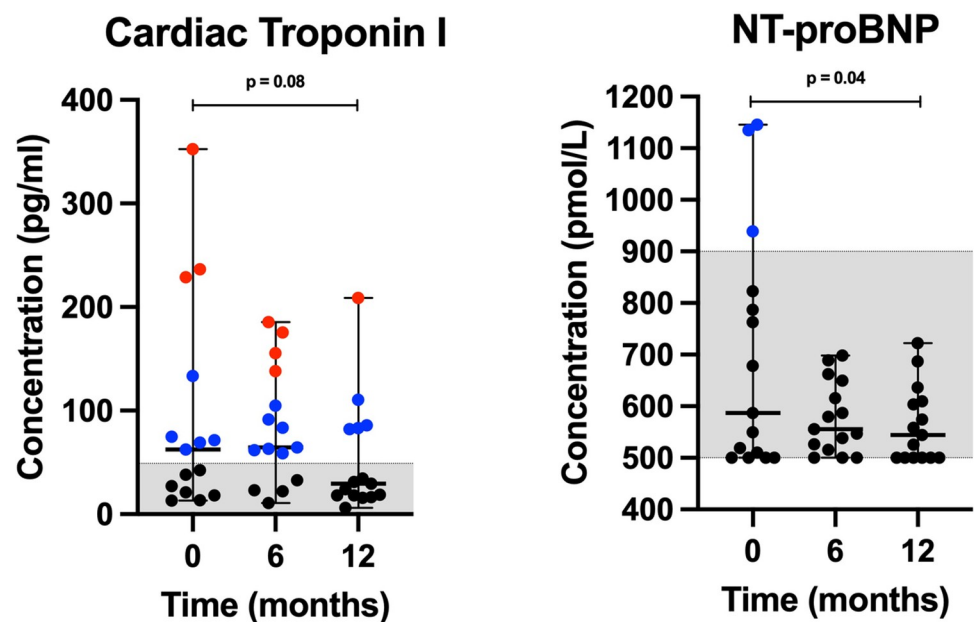 Cardiac Troponin I
p = 0.08
Concentration (pg/ml)
400
300
200
100
0
0 6 12
Time (months)
NT-proBNP
p = 0.04
Concentration (pmol/L)
1200
1100
1000
900
800
700
600
500
400
0 6 12
Time (months)